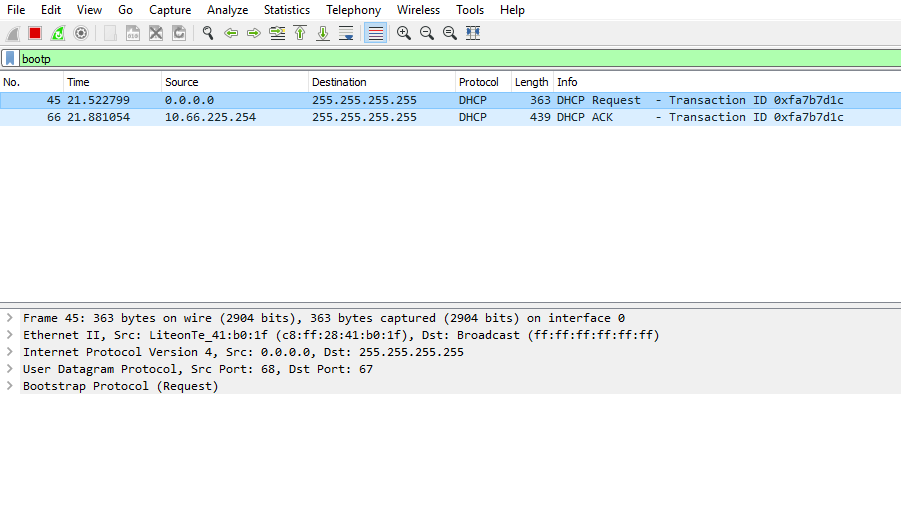 File Edit View Go Capture Analyze Statistics Telephony Wireless Tools Help
bootp
No. Time Source Destination Protocol Length Info
45 21.522799 0.0.0.0 255.255.255.255 DHCP 363 DHCP Request - Transaction ID 0xfa7b7d1c
66 21.881054 10.66.225.254 255.255.255.255 DHCP 439 DHCP ACK - Transaction ID 0xfa7b7d1c
Frame 45: 363 bytes on wire (2904 bits), 363 bytes captured (2904 bits) on interface 0
Ethernet II, Src: LiteonTe_41:b0:1f (c8:ff:28:41:b0:1f), Dst: Broadcast (ff:ff:ff:ff:ff:ff)
Internet Protocol Version 4, Src: 0.0.0.0, Dst: 255.255.255.255
User Datagram Protocol, Src Port: 68, Dst Port: 67
Bootstrap Protocol (Request)